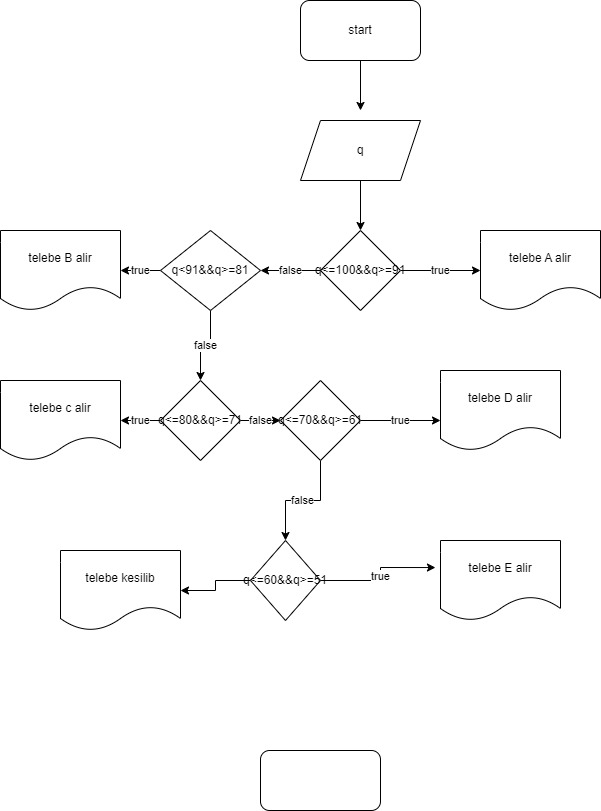 start
q
q<=100&&q>=91
true
telebe A alir
false
q<91&&q>=81
true
telebe B alir
false
q<=80&&q>=71
true
telebe c alir
false
q<=70&&q>=61
true
telebe D alir
false
q<=60&&q>=51
true
telebe E alir
telebe kesilib